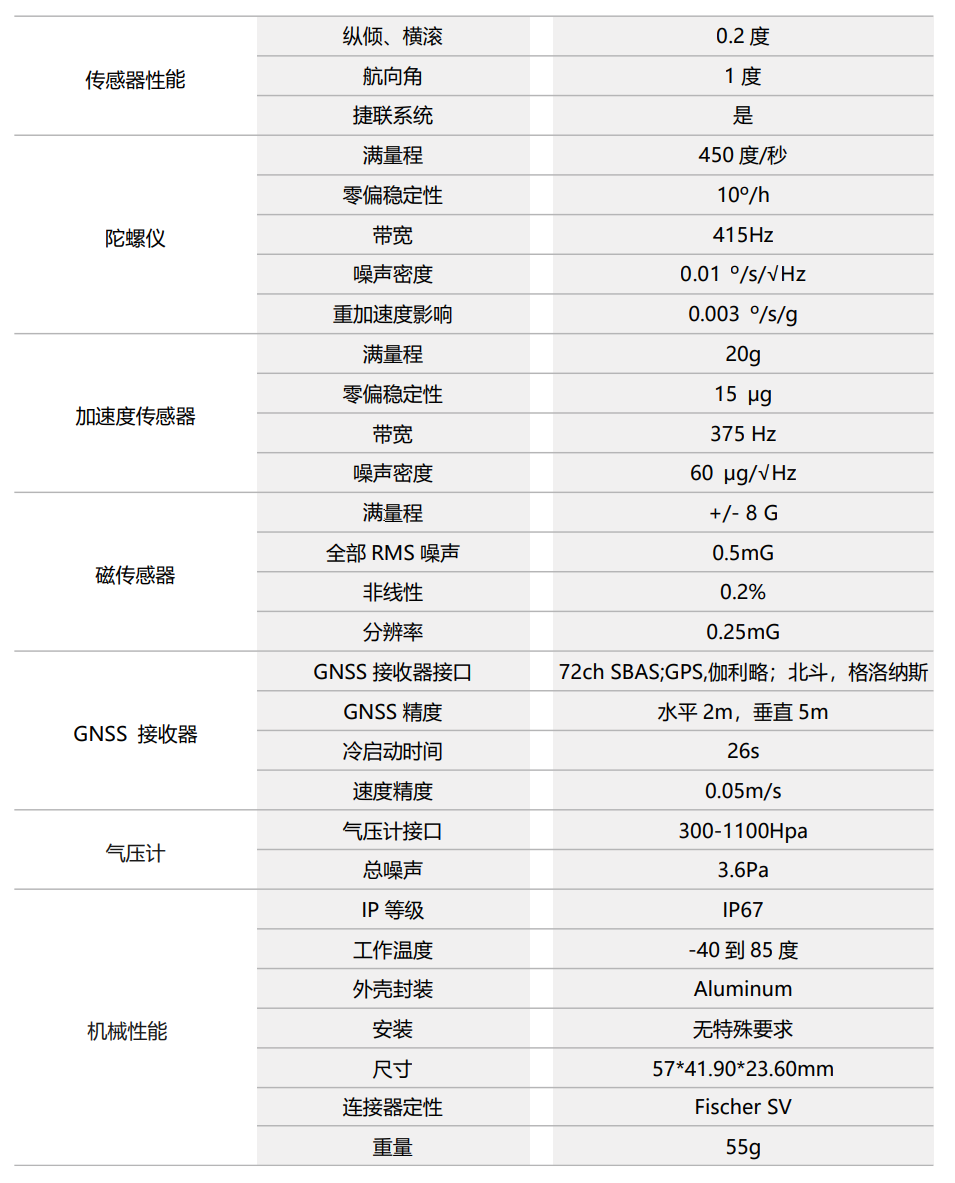 传感器性能
纵倾、横滚 0.2 度
航向角 1 度
捷联系统 是
陀螺仪
满量程 450 度/秒
零偏稳定性 10º/h
带宽 415Hz
噪声密度 0.01 º/s/√Hz
重加速度影响 0.003 º/s/g
加速度传感器
满量程 20g
零偏稳定性 15 μg
带宽 375 Hz
噪声密度 60 μg/√Hz
磁传感器
满量程 +/- 8 G
全部 RMS 噪声 0.5mG
非线性 0.2%
分辨率 0.25mG
GNSS 接收器
GNSS 接收器接口 72ch SBAS;GPS,伽利略；北斗，格洛纳斯
GNSS 精度 水平 2m，垂直 5m
冷启动时间 26s
速度精度 0.05m/s
气压计
气压计接口 300-1100Hpa
总噪声 3.6Pa
机械性能
IP 等级 IP67
工作温度 -40 到 85 度
外壳封装 Aluminum
安装 无特殊要求
尺寸 57*41.90*23.60mm
连接器定性 Fischer SV
重量 55g